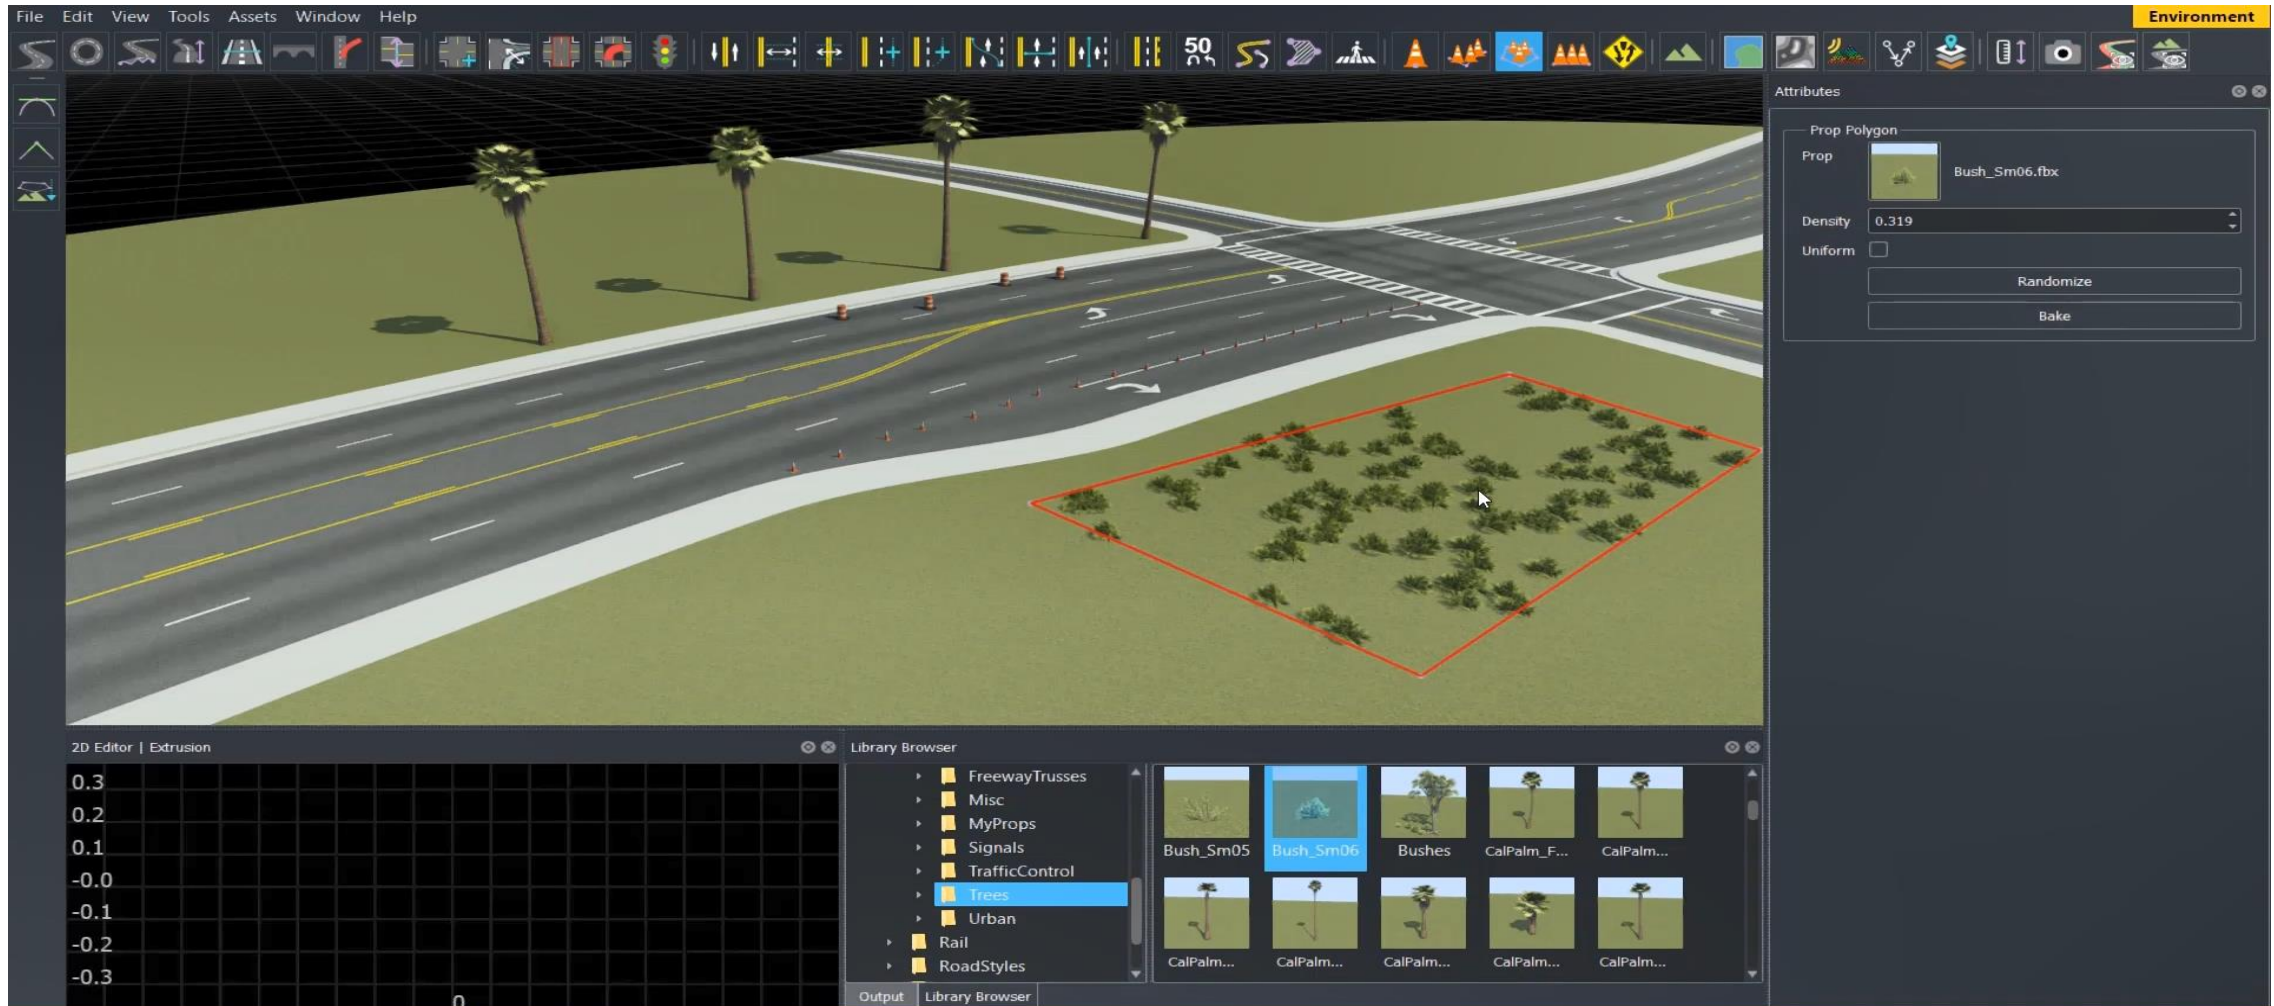 File Edit View Tools Assets Window Help
Environment
50
Attributes
Prop Polygon
Prop
Bush_Sm06.fbx
Density
0.319
Uniform
Randomize
Bake
2D Editor | Extrusion
0.3
0.2
0.1
-0.0
-0.1
-0.2
-0.3
0
Library Browser
FreewayTrusses
Misc
MyProps
Signals
TrafficControl
Trees
Urban
Rail
RoadStyles
Bush_Sm05 Bush_Sm06 Bushes CalPalm_F... CalPalm...
CalPalm... CalPalm... CalPalm... CalPalm... CalPalm...
Output Library Browser